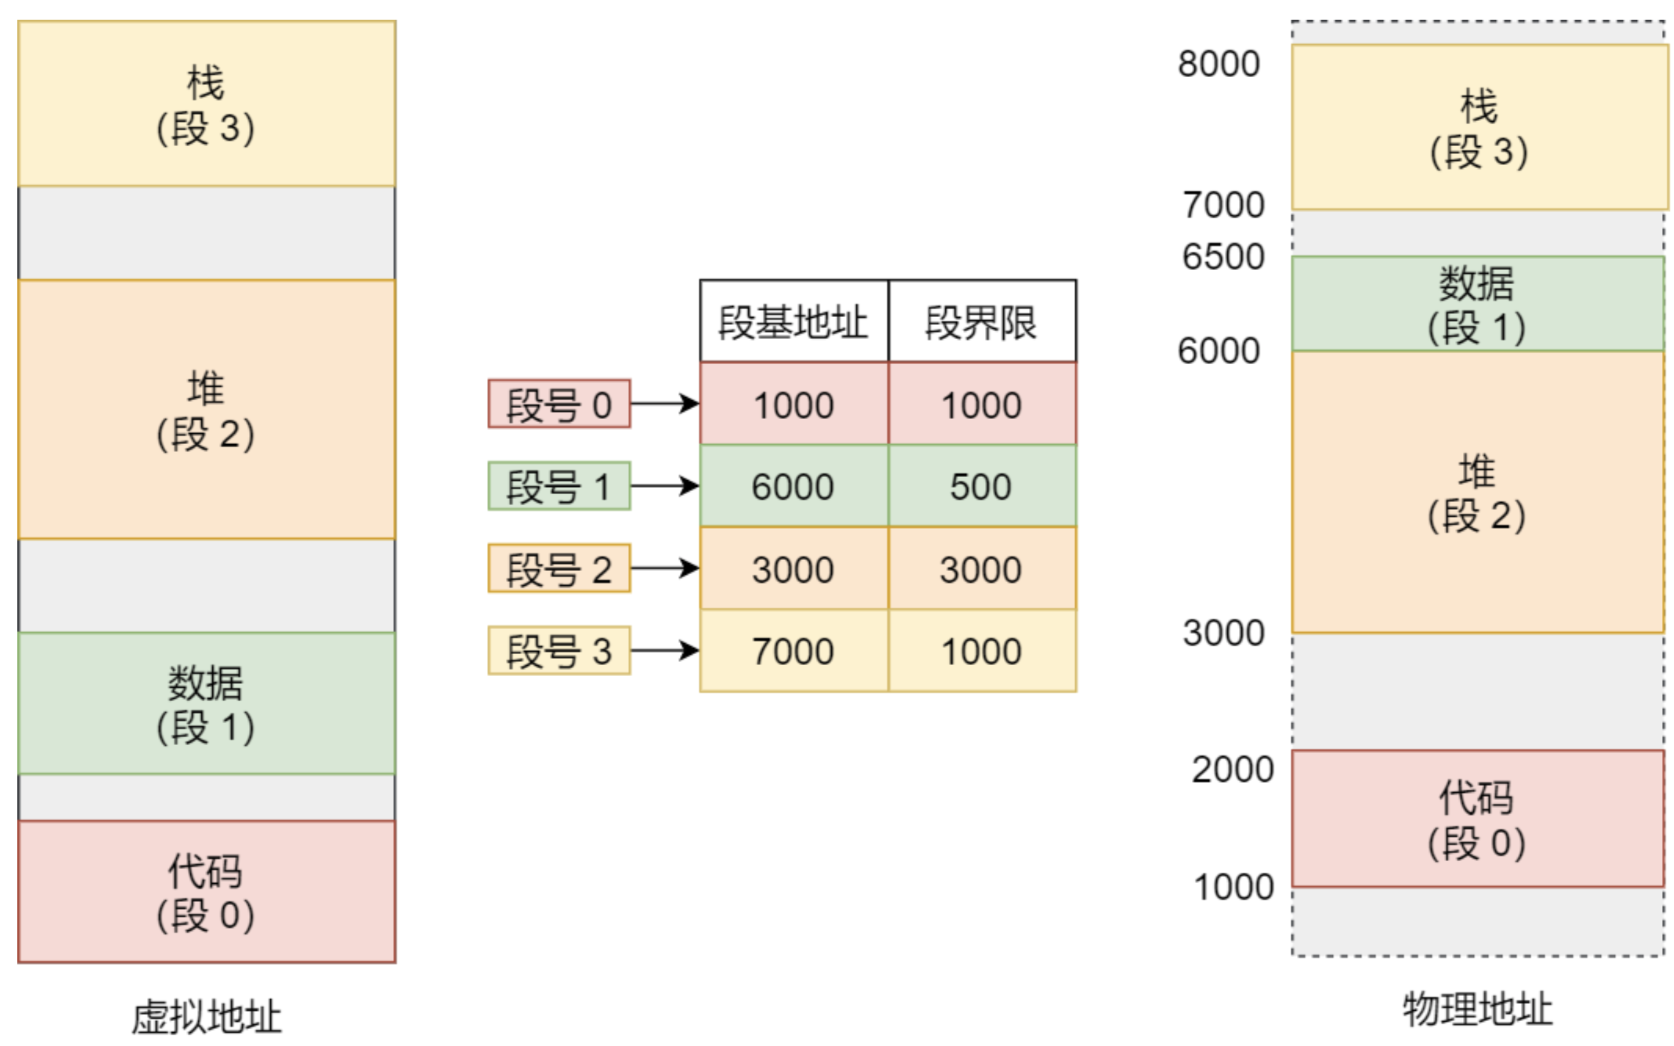 栈
(段 3)
堆
(段 2)
数据
(段 1)
代码
(段 0)
虚拟地址
段基地址 段界限
段号 0 1000 1000
段号 1 6000 500
段号 2 3000 3000
段号 3 7000 1000
8000
栈
(段 3)
7000
6500
数据
(段 1)
6000
堆
(段 2)
3000
2000
代码
(段 0)
1000
物理地址